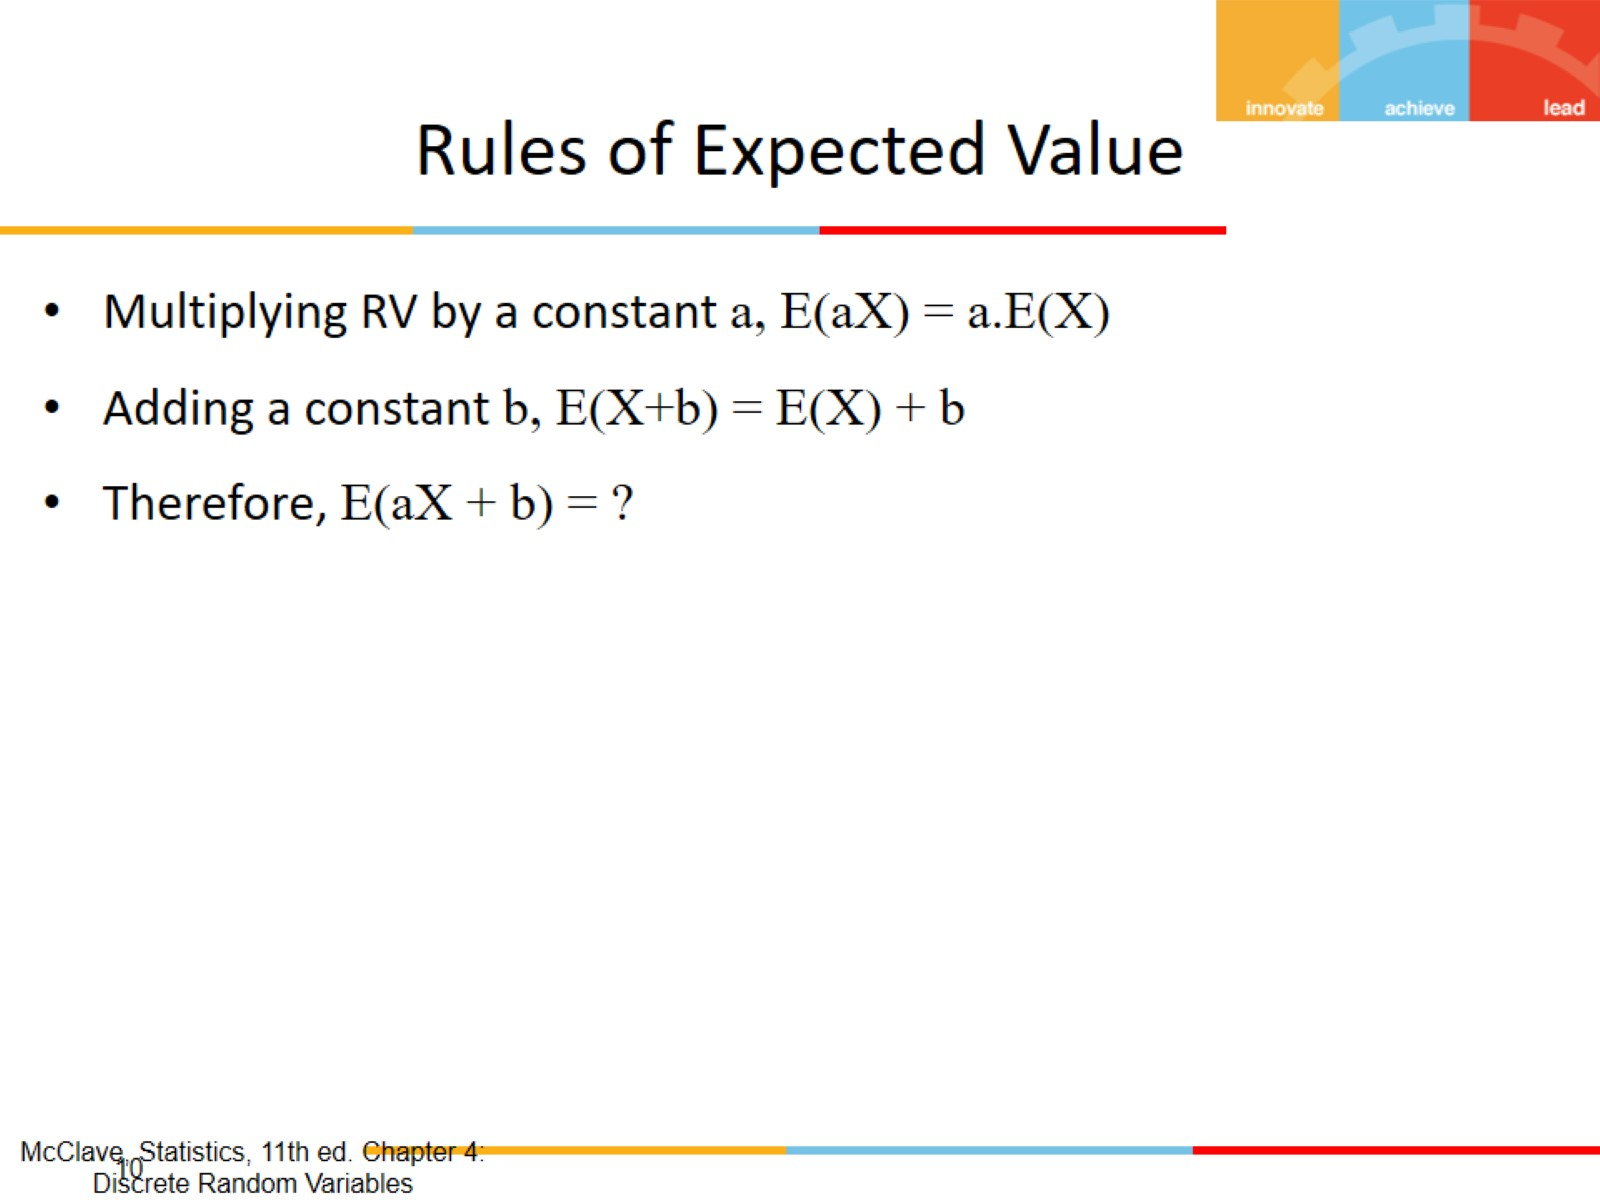 innovate achieve lead
Rules of Expected Value
• Multiplying RV by a constant a, E(aX) = a.E(X)
• Adding a constant b, E(X+b) = E(X) + b
• Therefore, E(aX + b) = ?
McClave, Statistics, 11th ed. Chapter 4:
10
Discrete Random Variables